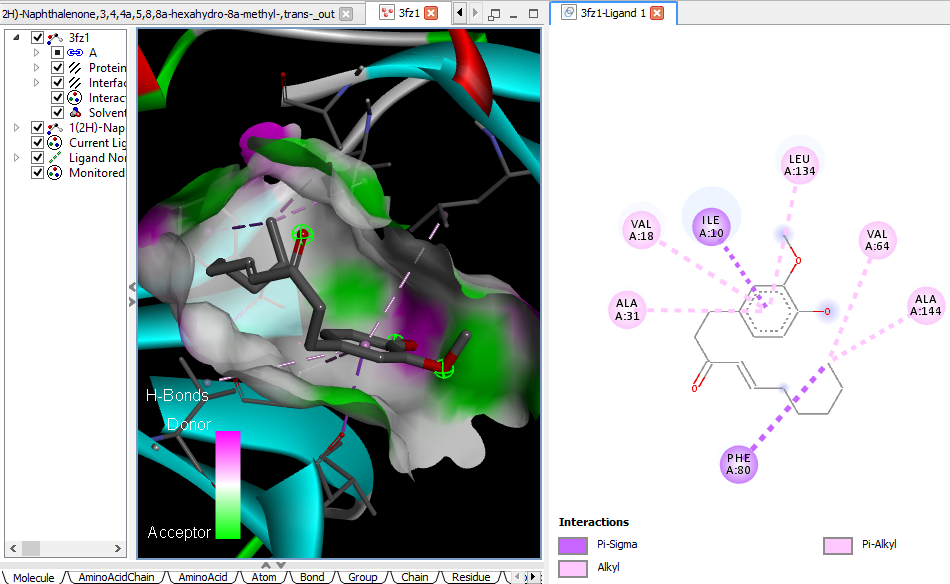 2H)-Naphthalenone,3,4,4a,5,8,8a-hexahydro-8a-methyl-,trans-_out
3fz1
3fz1-Ligand 1
3fz1
A
Protein
Interfac
Interact
Solvent
1(2H)-Nap
Current Lig
Ligand Nor
Monitored
H-Bonds
Donor
Acceptor
LEU
A:134
ILE
A:10
VAL
A:18
VAL
A:64
O
ALA
A:144
ALA
A:31
O
O
PHE
A:80
Interactions
Pi-Sigma
Alkyl
Pi-Alkyl
Molecule
AminoAcidChain
AminoAcid
Atom
Bond
Group
Chain
Residue